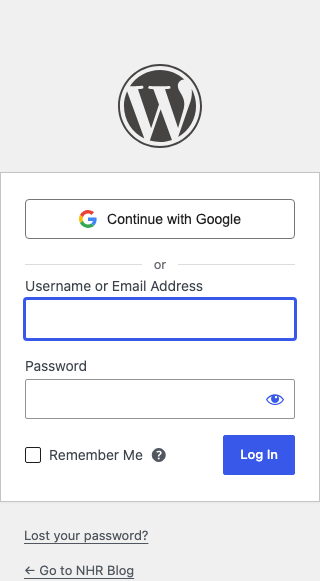 Continue with Google
or
Username or Email Address
Password
Remember Me ?
Log In
Lost your password?
← Go to NHR Blog